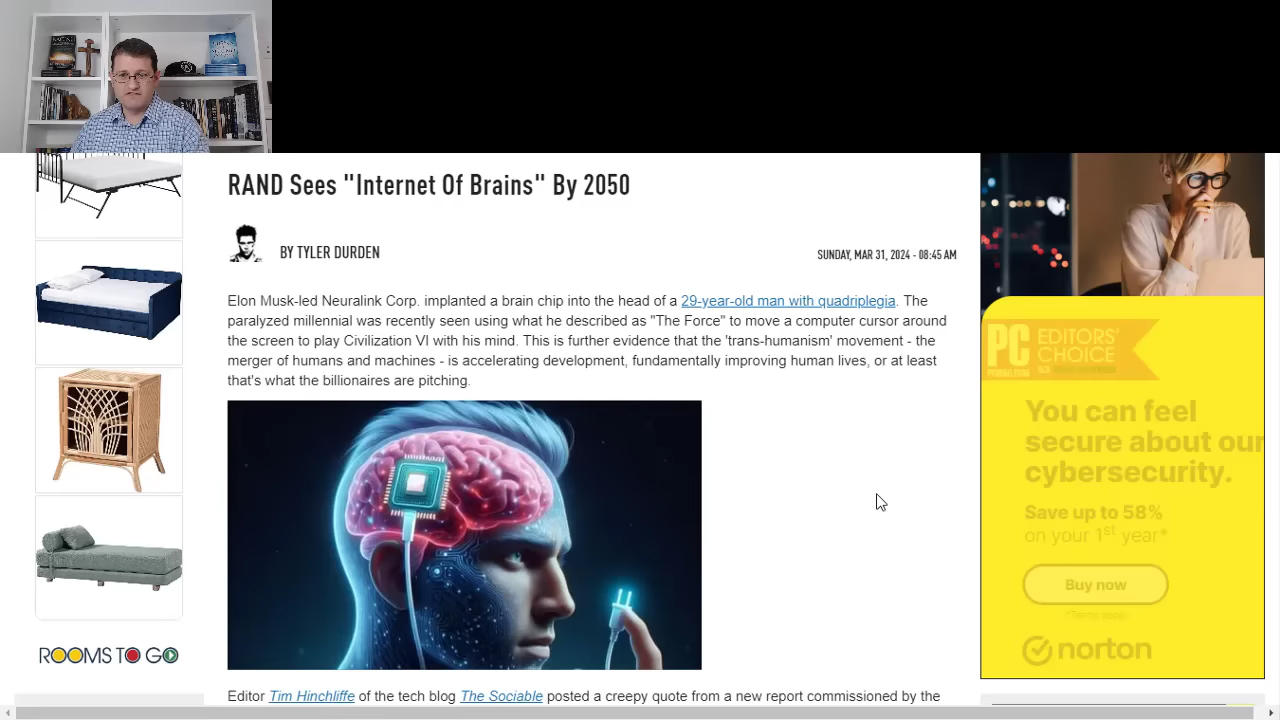 RAND Sees "Internet Of Brains" By 2050
BY TYLER DURDEN
SUNDAY, MAR 31, 2024 - 08:45 AM
Elon Musk-led Neuralink Corp. implanted a brain chip into the head of a 29-year-old man with quadriplegia. The
paralyzed millennial was recently seen using what he described as "The Force" to move a computer cursor around
the screen to play Civilization VI with his mind. This is further evidence that the 'trans-humanism' movement - the
merger of humans and machines - is accelerating development, fundamentally improving human lives, or at least
that's what the billionaires are pitching.
Editor Tim Hinchliffe of the tech blog The Sociable posted a creepy quote from a new report commissioned by the
ROOMS TO GO
PC EDITORS'
CHOICE
You can feel
secure about our
cybersecurity.
Save up to 58%
on your 1st year*
Buy now
norton